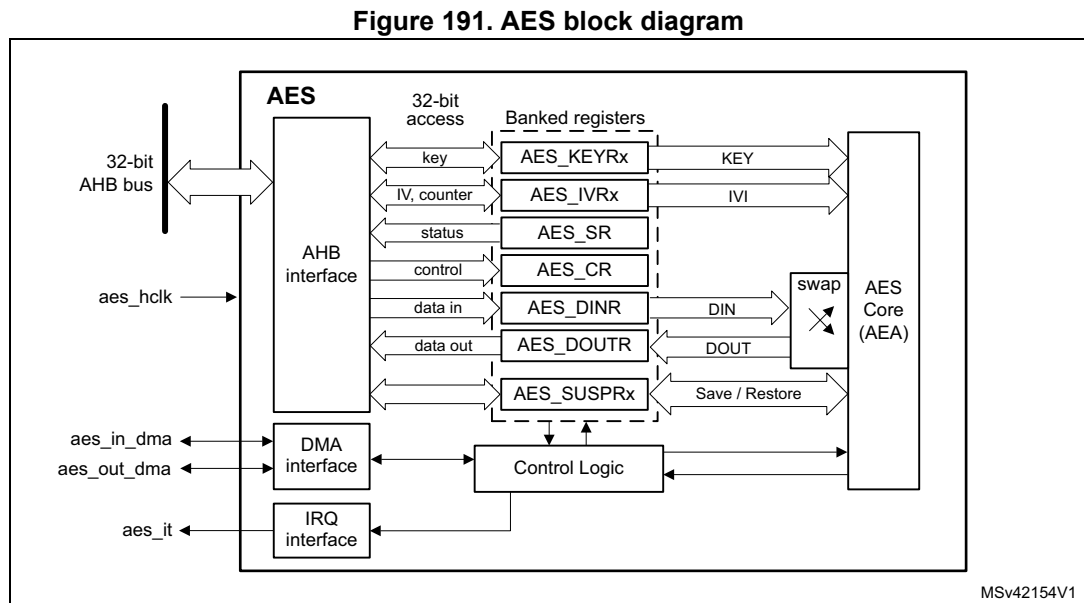 Figure 191. AES block diagram
AES
32-bit
access
Banked registers
32-bit
AHB bus
AHB
interface
key
AES_KEYRx
KEY
IV, counter
AES_IVRx
IVI
status
AES_SR
control
AES_CR
aes_hclk
data in
AES_DINR
DIN
swap
data out
AES_DOUTR
DOUT
AES_SUSPRx
Save / Restore
AES
Core
(AEA)
aes_in_dma
aes_out_dma
DMA
interface
Control Logic
aes_it
IRQ
interface
MSv42154V1